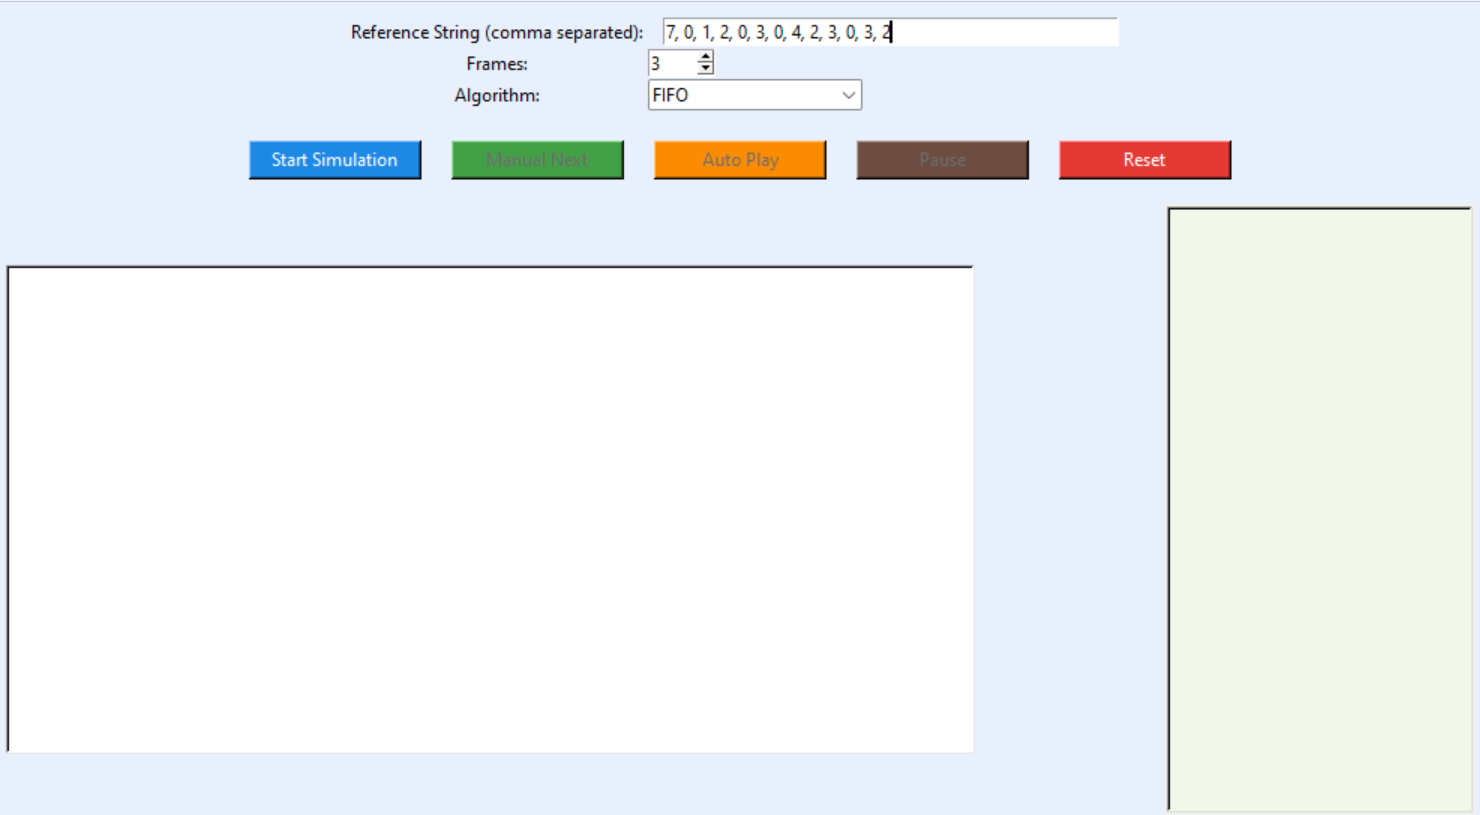 Reference String (comma separated): 7, 0, 1, 2, 0, 3, 0, 4, 2, 3, 0, 3, 2
Frames: 3
Algorithm: FIFO
Start Simulation Manual Next Auto Play Pause Reset